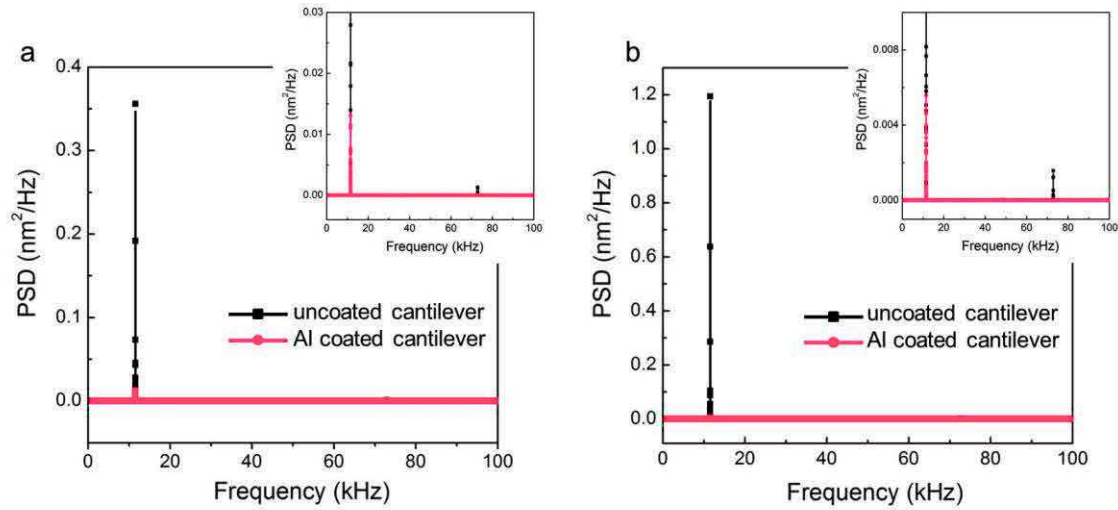 a
0.4
0.3
0.2
0.1
0.0
PSD (nm²/Hz)
0 20 40 60 80 100
Frequency (kHz)
uncoated cantilever
Al coated cantilever
0.03
0.02
0.01
0.00
PSD (nm²/Hz)
0 20 40 60 80 100
Frequency (kHz)
b
1.2
1.0
0.8
0.6
0.4
0.2
0.0
PSD (nm²/Hz)
0 20 40 60 80 100
Frequency (kHz)
uncoated cantilever
Al coated cantilever
0.008
0.004
0.000
PSD (nm²/Hz)
0 20 40 60 80 100
Frequency (kHz)